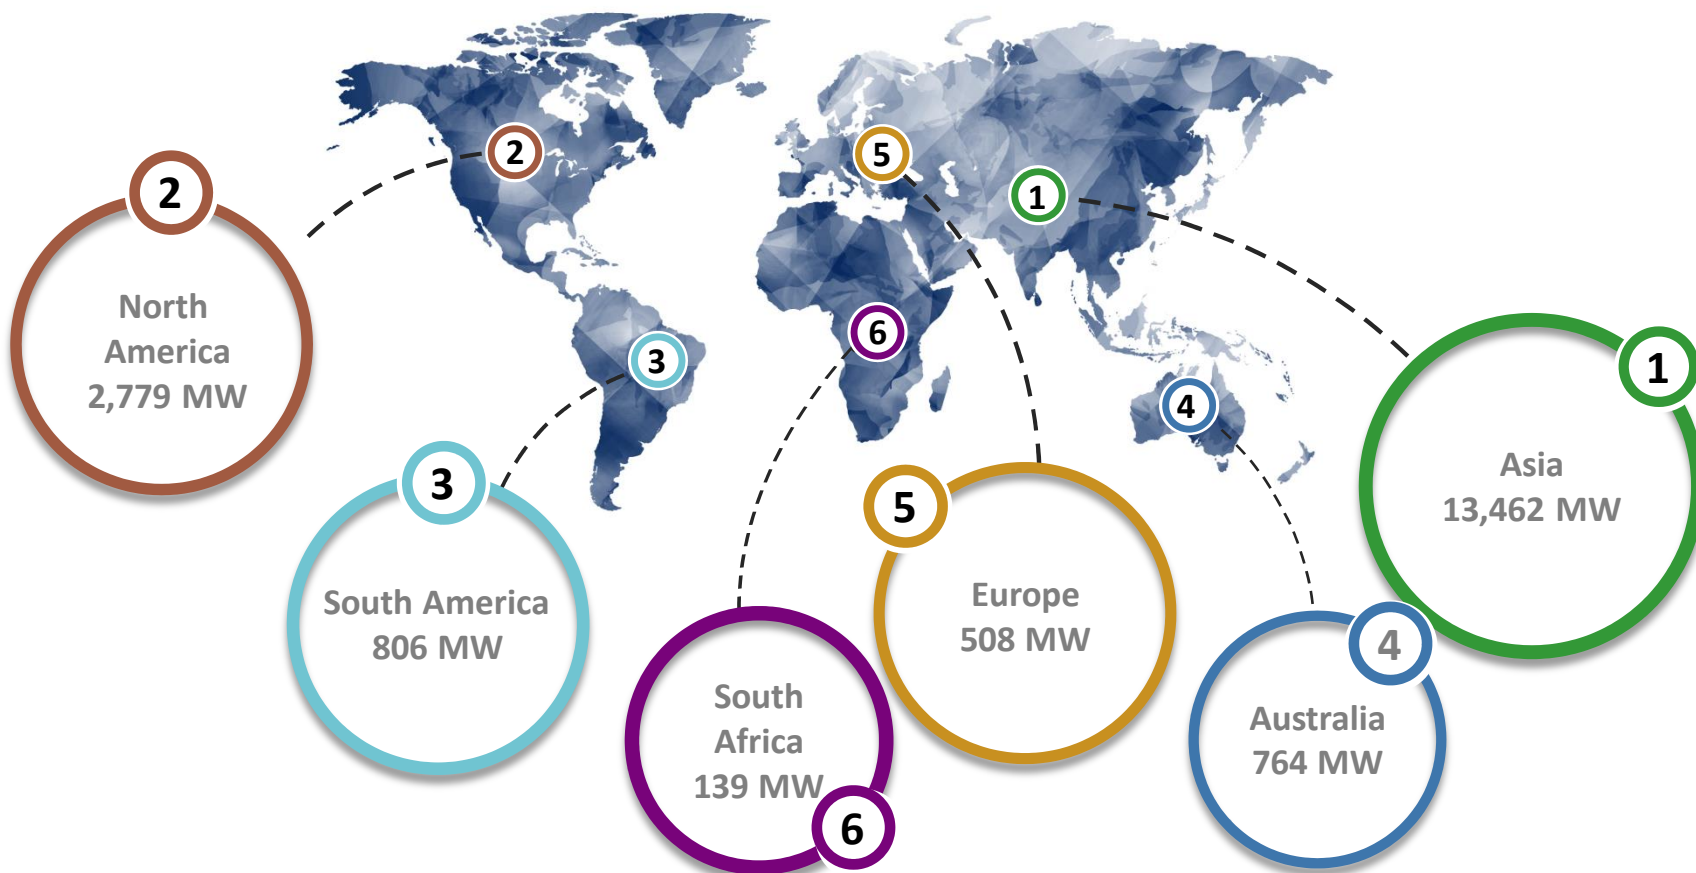 2
5
1
6
3
4
2
North
America
2,779 MW
3
South America
806 MW
6
South
Africa
139 MW
5
Europe
508 MW
4
Australia
764 MW
1
Asia
13,462 MW